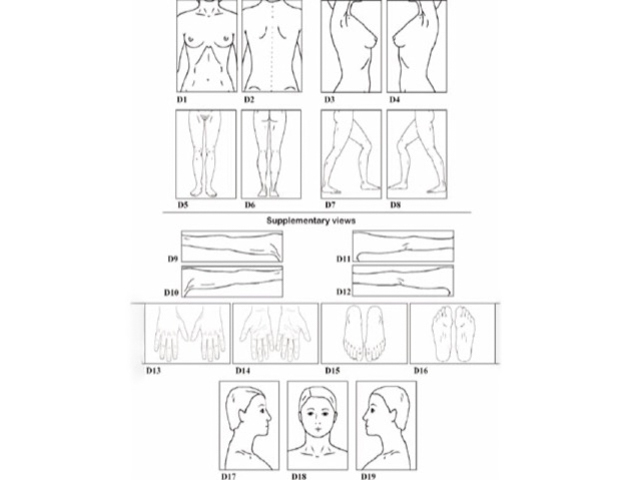 D1 D2 D3 D4
D5 D6 D7 D8
Supplementary views
D9 D11
D10 D12
D13 D14 D15 D16
D17 D18 D19